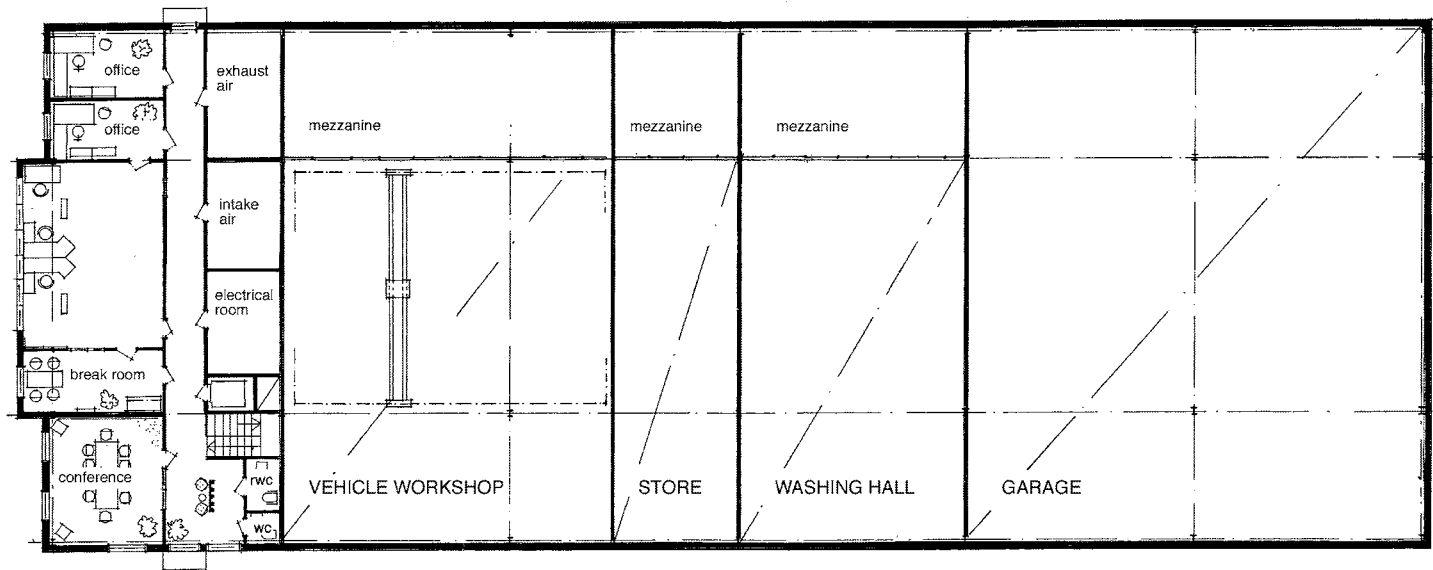 office
exhaust
air
office
mezzanine
mezzanine
mezzanine
intake
air
electrical
room
break room
conference
rwc
wc
VEHICLE WORKSHOP
STORE
WASHING HALL
GARAGE